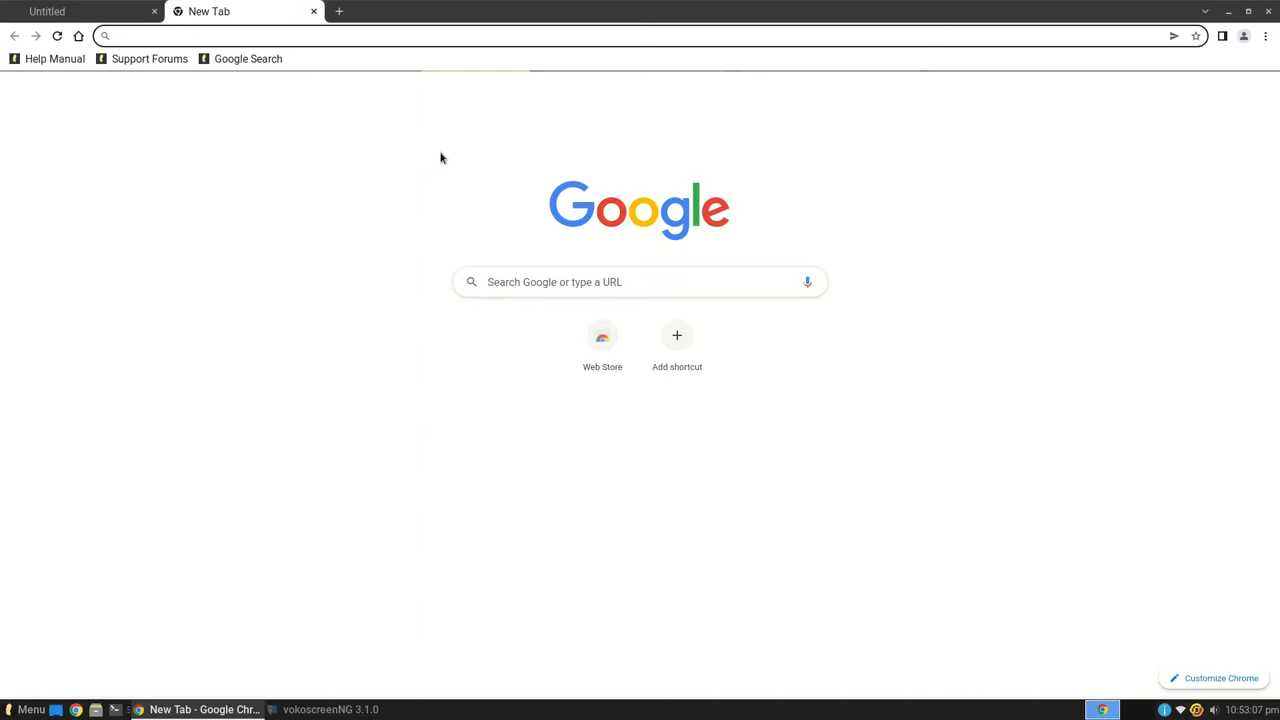 Untitled
New Tab
Help Manual
Support Forums
Google Search
Google
Search Google or type a URL
Web Store
Add shortcut
Customize Chrome
Menu
New Tab - Google Chr...
vokoscreenNG 3.1.0
10:53:07 pm